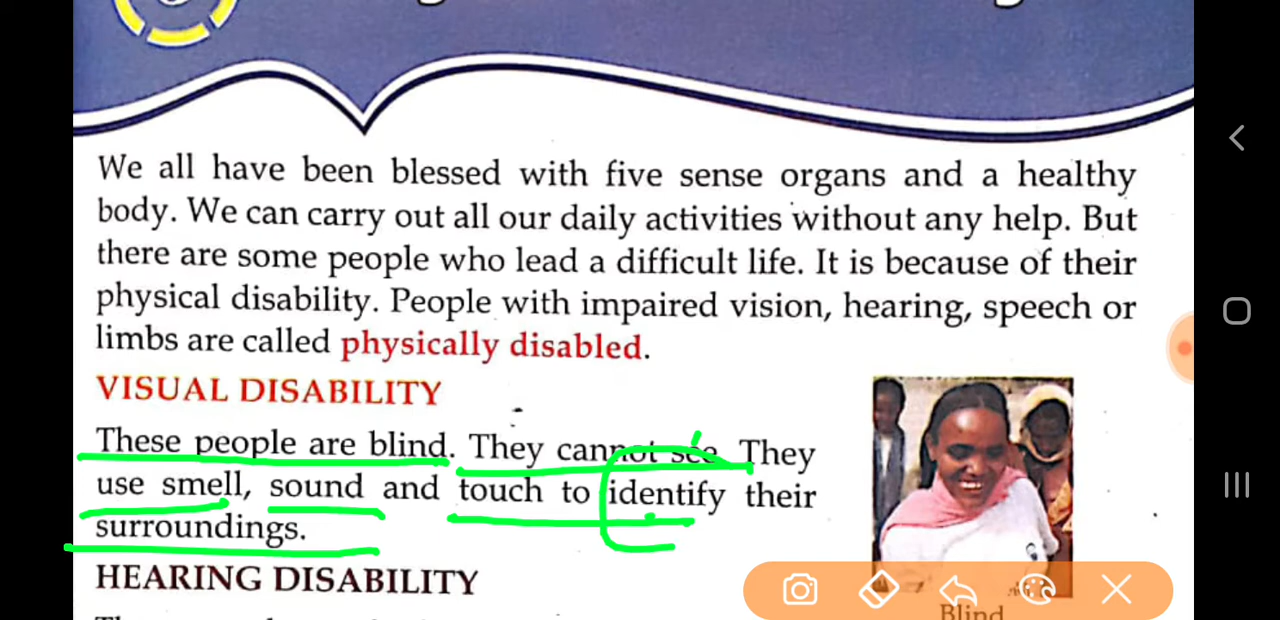 We all have been blessed with five sense organs and a healthy
body. We can carry out all our daily activities without any help. But
there are some people who lead a difficult life. It is because of their
physical disability. People with impaired vision, hearing, speech or
limbs are called physically disabled.
VISUAL DISABILITY
These people are blind. They cannot see They
use smell, sound and touch to identify their
surroundings.
HEARING DISABILITY
Blind